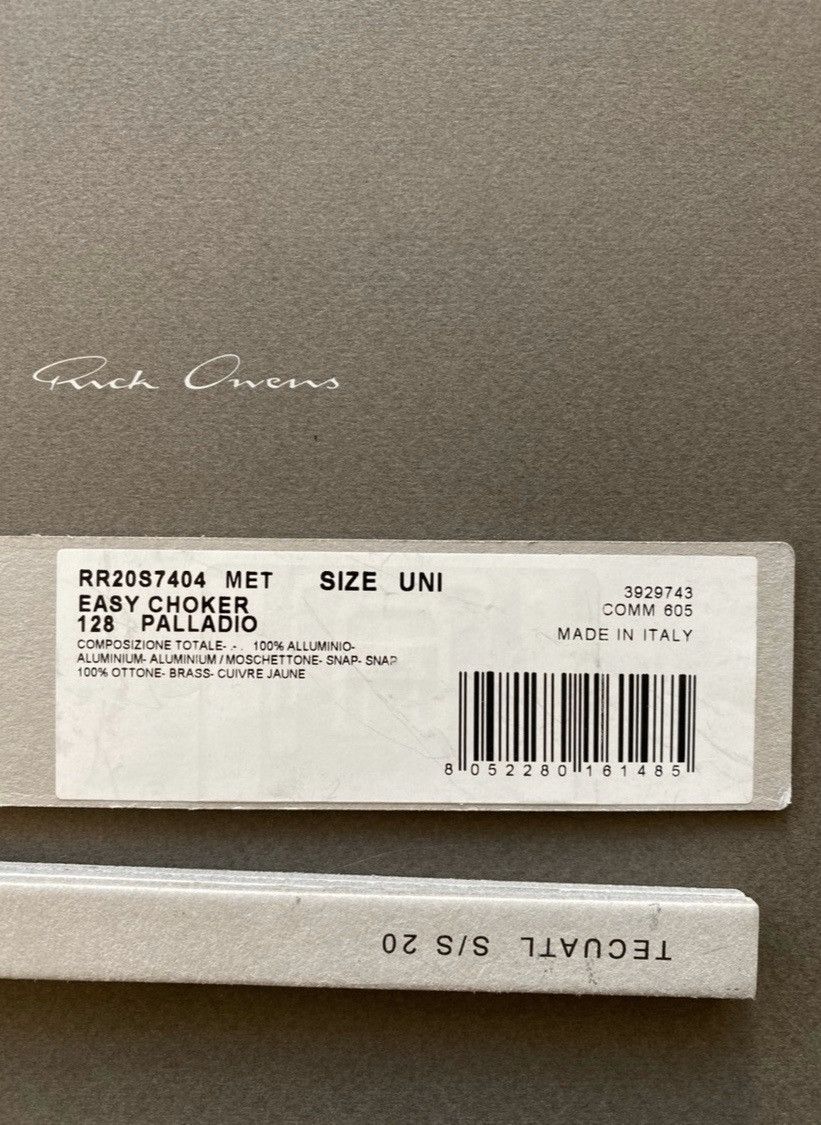 Rick Owens
RR20S7404 MET SIZE UNI
EASY CHOKER
128 PALLADIO
COMPOSIZIONE TOTALE- .- . 100% ALLUMINIO-
ALUMINIUM- ALUMINIUM / MOSCHETTONE- SNAP- SNAP
100% OTTONE- BRASS- CUIVRE JAUNE
3929743
COMM 605
MADE IN ITALY
8 052280 161485
TECUATL S/S 20